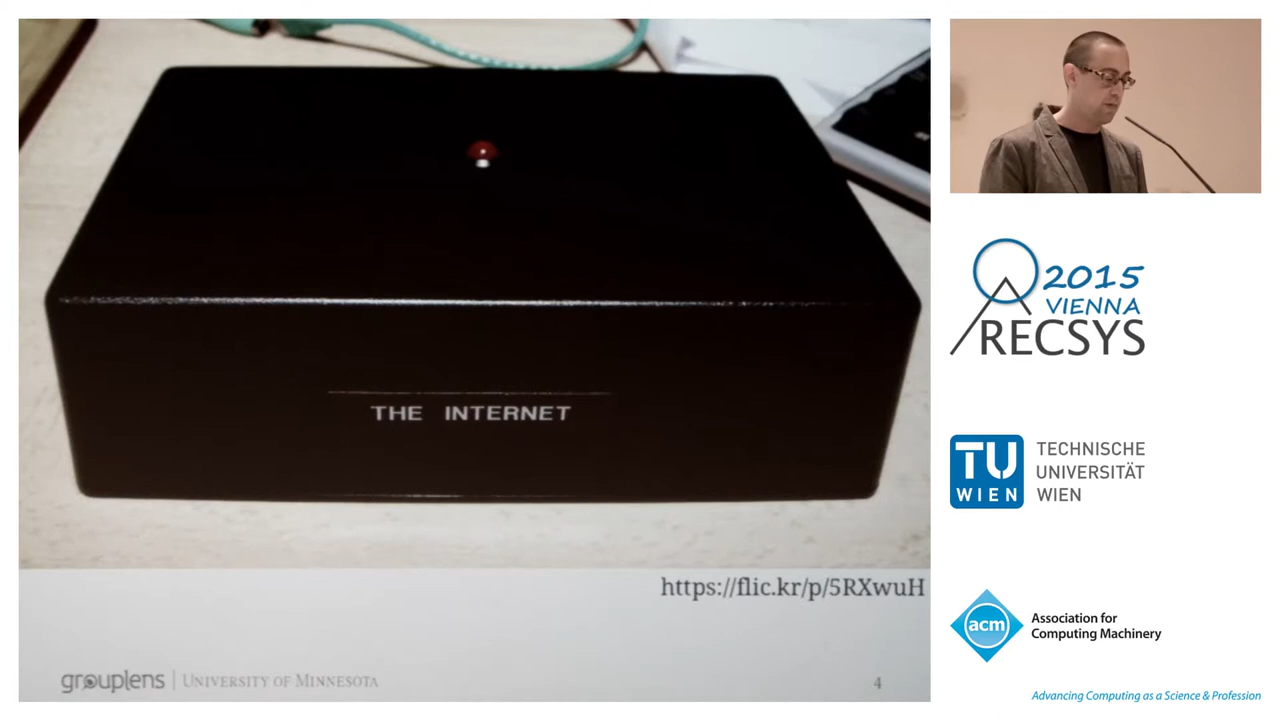 THE INTERNET
https://flic.kr/p/5RXwuH
grouplens | UNIVERSITY OF MINNESOTA
4
2015
VIENNA
RECSYS
TU
WIEN
TECHNISCHE
UNIVERSITÄT
WIEN
acm
Association for
Computing Machinery
Advancing Computing as a Science & Profession